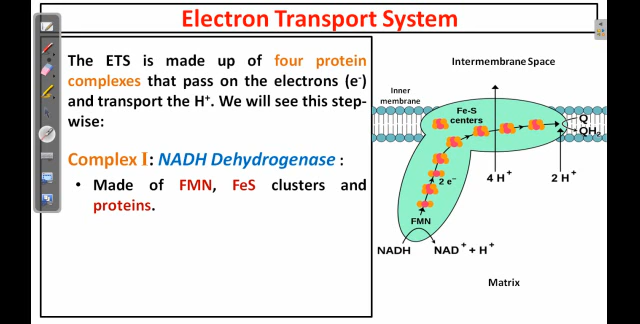 Electron Transport System
The ETS is made up of four protein
complexes that pass on the electrons (e⁻)
and transport the H⁺. We will see this step-
wise:
Complex I: NADH Dehydrogenase :
• Made of FMN, FeS clusters and
proteins.
Intermembrane Space
Inner
membrane
Fe-S
centers
Q
QH₂
2 e⁻
4 H⁺
2 H⁺
FMN
NADH
NAD⁺ + H⁺
Matrix